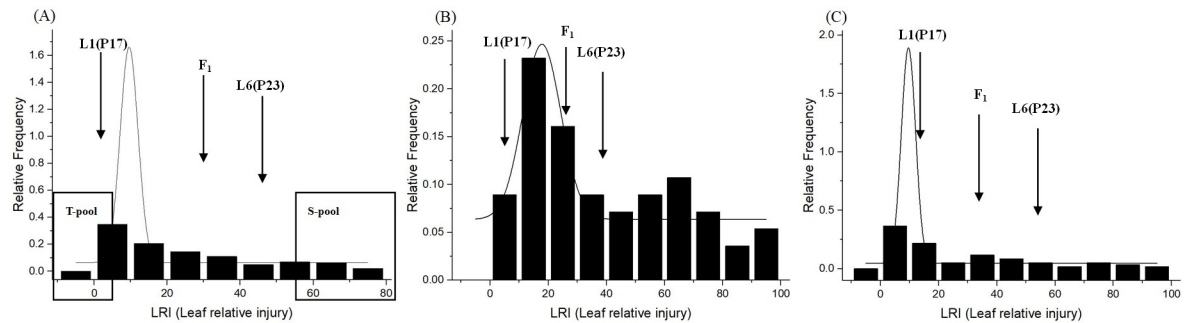 (A)
L1(P17)
F1
L6(P23)
T-pool
S-pool
Relative Frequency
1.6
1.4
1.2
1.0
0.8
0.6
0.4
0.2
0.0
0 20 40 60 80
LRI (Leaf relative injury)
(B)
L1(P17)
F1
L6(P23)
Relative Frequency
0.25
0.20
0.15
0.10
0.05
0.00
0 20 40 60 80 100
LRI (Leaf relative injury)
(C)
L1(P17)
F1
L6(P23)
Relative Frequency
2.0
1.5
1.0
0.5
0.0
0 20 40 60 80 100
LRI (Leaf relative injury)